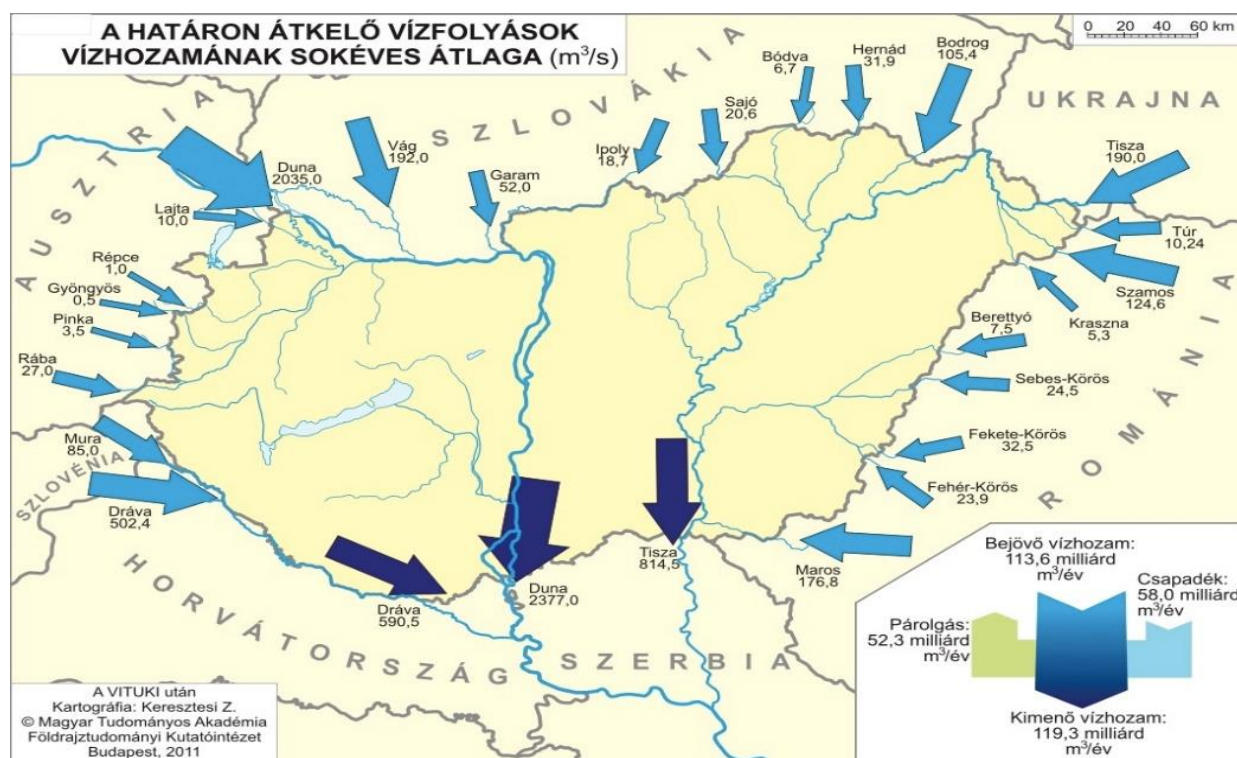 A HATÁRON ÁTKELŐ VÍZFOLYÁSOK
VÍZHOZAMÁNAK SOKÉVES ÁTLAGA (m³/s)
0 20 40 60 km
AUSZTRIA
SZLOVÁKIA
UKRAJNA
ROMÁNIA
SZERBIA
HORVÁTORSZÁG
SZLOVÉNIA
Duna
2035,0
Vág
192,0
Garam
52,0
Ipoly
18,7
Sajó
20,6
Bódva
6,7
Hernád
31,9
Bodrog
105,4
Tisza
190,0
Túr
10,24
Szamos
124,6
Kraszna
5,3
Berettyó
7,5
Sebes-Körös
24,5
Fekete-Körös
32,5
Fehér-Körös
23,9
Maros
176,8
Lajta
10,0
Répce
1,0
Gyöngyös
0,5
Pinka
3,5
Rába
27,0
Mura
85,0
Dráva
502,4
Dráva
590,5
Duna
2377,0
Tisza
814,5
Bejövő vízhozam:
113,6 milliárd
m³/év
Csapadék:
58,0 milliárd
m³/év
Párolgás:
52,3 milliárd
m³/év
Kimenő vízhozam:
119,3 milliárd
m³/év
A VITUKI után
Kartográfia: Keresztesi Z.
© Magyar Tudományos Akadémia
Földrajztudományi Kutatóintézet
Budapest, 2011